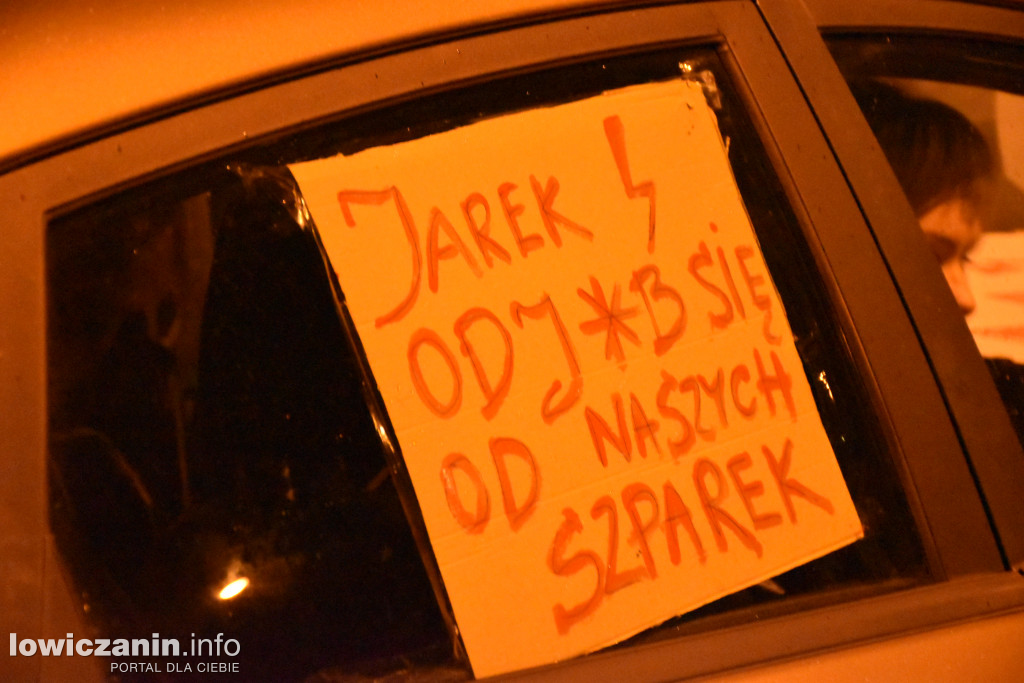 JAREK
ODJ*B SIĘ
OD NASZYCH
SZPAREK
lowiczanin.info
PORTAL DLA CIEBIE